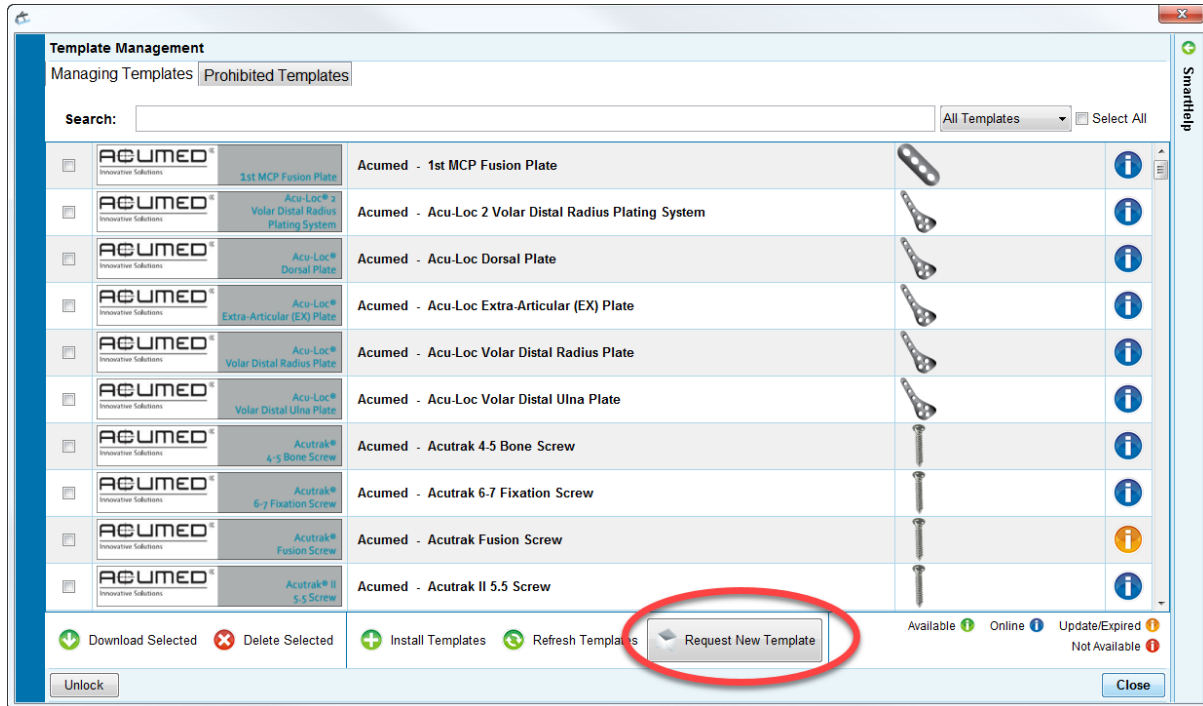 x
Template Management
Managing Templates Prohibited Templates
SmartHelp
Search: All Templates Select All
ACUMED® Innovative Solutions 1st MCP Fusion Plate Acumed - 1st MCP Fusion Plate
ACUMED® Innovative Solutions Acu-Loc® 2
Volar Distal Radius
Plating System
Acumed - Acu-Loc 2 Volar Distal Radius Plating System
ACUMED® Innovative Solutions Acu-Loc®
Dorsal Plate
Acumed - Acu-Loc Dorsal Plate
ACUMED® Innovative Solutions Acu-Loc®
Extra-Articular (EX) Plate
Acumed - Acu-Loc Extra-Articular (EX) Plate
ACUMED® Innovative Solutions Acu-Loc®
Volar Distal Radius Plate
Acumed - Acu-Loc Volar Distal Radius Plate
ACUMED® Innovative Solutions Acu-Loc®
Volar Distal Ulna Plate
Acumed - Acu-Loc Volar Distal Ulna Plate
ACUMED® Innovative Solutions Acutrak®
4-5 Bone Screw
Acumed - Acutrak 4-5 Bone Screw
ACUMED® Innovative Solutions Acutrak®
6-7 Fixation Screw
Acumed - Acutrak 6-7 Fixation Screw
ACUMED® Innovative Solutions Acutrak®
Fusion Screw
Acumed - Acutrak Fusion Screw
ACUMED® Innovative Solutions Acutrak® II
5.5 Screw
Acumed - Acutrak II 5.5 Screw
Download Selected Delete Selected Install Templates Refresh Templates Request New Template
Available Online Update/Expired
Not Available
Unlock Close